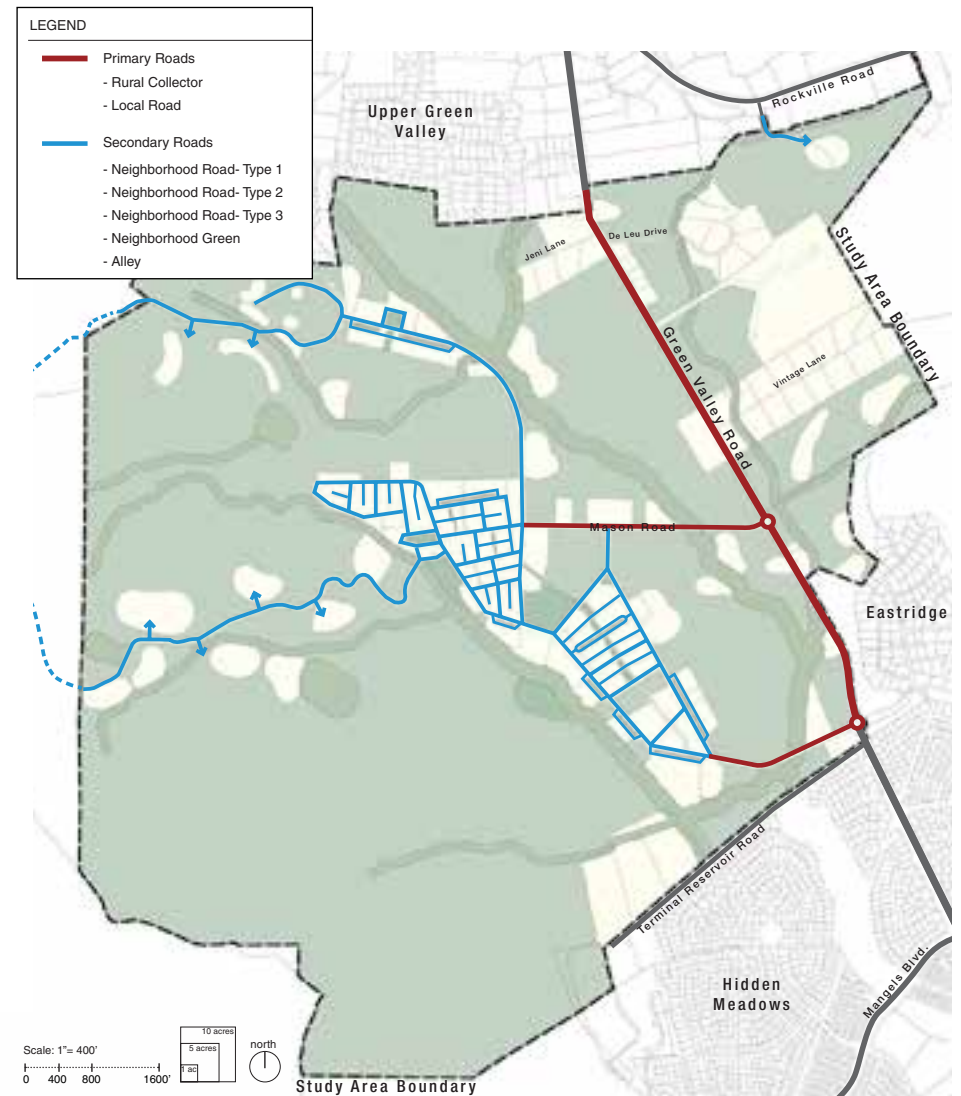 LEGEND
Primary Roads
- Rural Collector
- Local Road
Secondary Roads
- Neighborhood Road- Type 1
- Neighborhood Road- Type 2
- Neighborhood Road- Type 3
- Neighborhood Green
- Alley
Upper Green
Valley
Rockville Road
Jeni Lane
De Leu Drive
Study Area Boundary
Green Valley Road
Vintage Lane
Mason Road
Eastridge
Terminal Reservoir Road
Hidden
Meadows
Mangels Blvd.
Scale: 1"= 400'
0 400 800 1600'
10 acres
5 acres
1 ac
north
Study Area Boundary